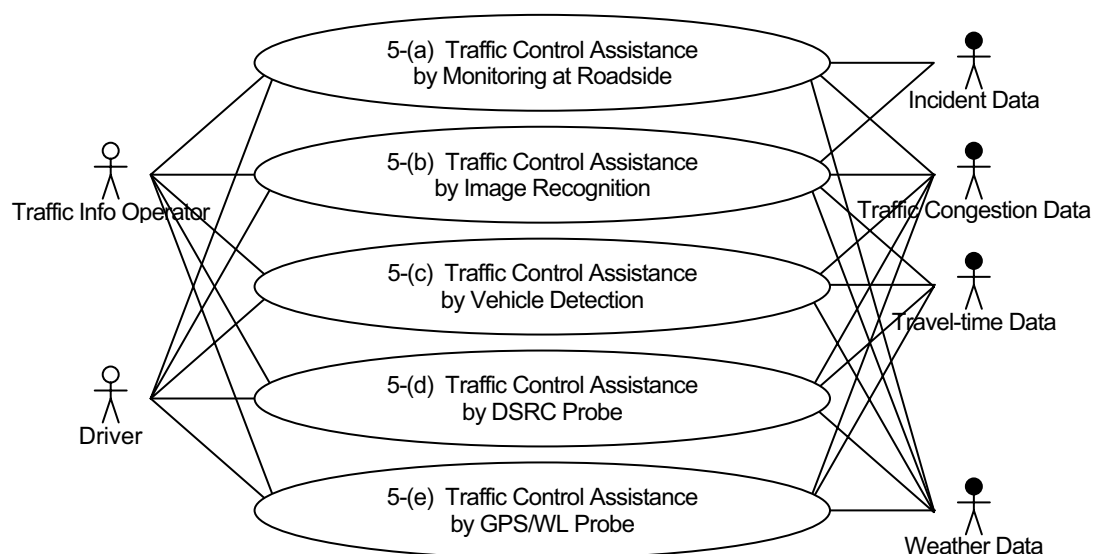 5-(a) Traffic Control Assistance
by Monitoring at Roadside
Incident Data
5-(b) Traffic Control Assistance
by Image Recognition
Traffic Info Operator
Traffic Congestion Data
5-(c) Traffic Control Assistance
by Vehicle Detection
Travel-time Data
5-(d) Traffic Control Assistance
by DSRC Probe
Driver
5-(e) Traffic Control Assistance
by GPS/WL Probe
Weather Data